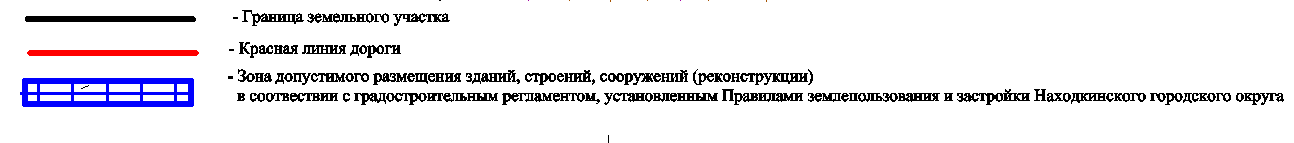 - Граница земельного участка
- Красная линия дороги
- Зона допустимого размещения зданий, строений, сооружений (реконструкции)
в соотвествии с градостроительным регламентом, установленным Правилами землепользования и застройки Находкинского городского округа